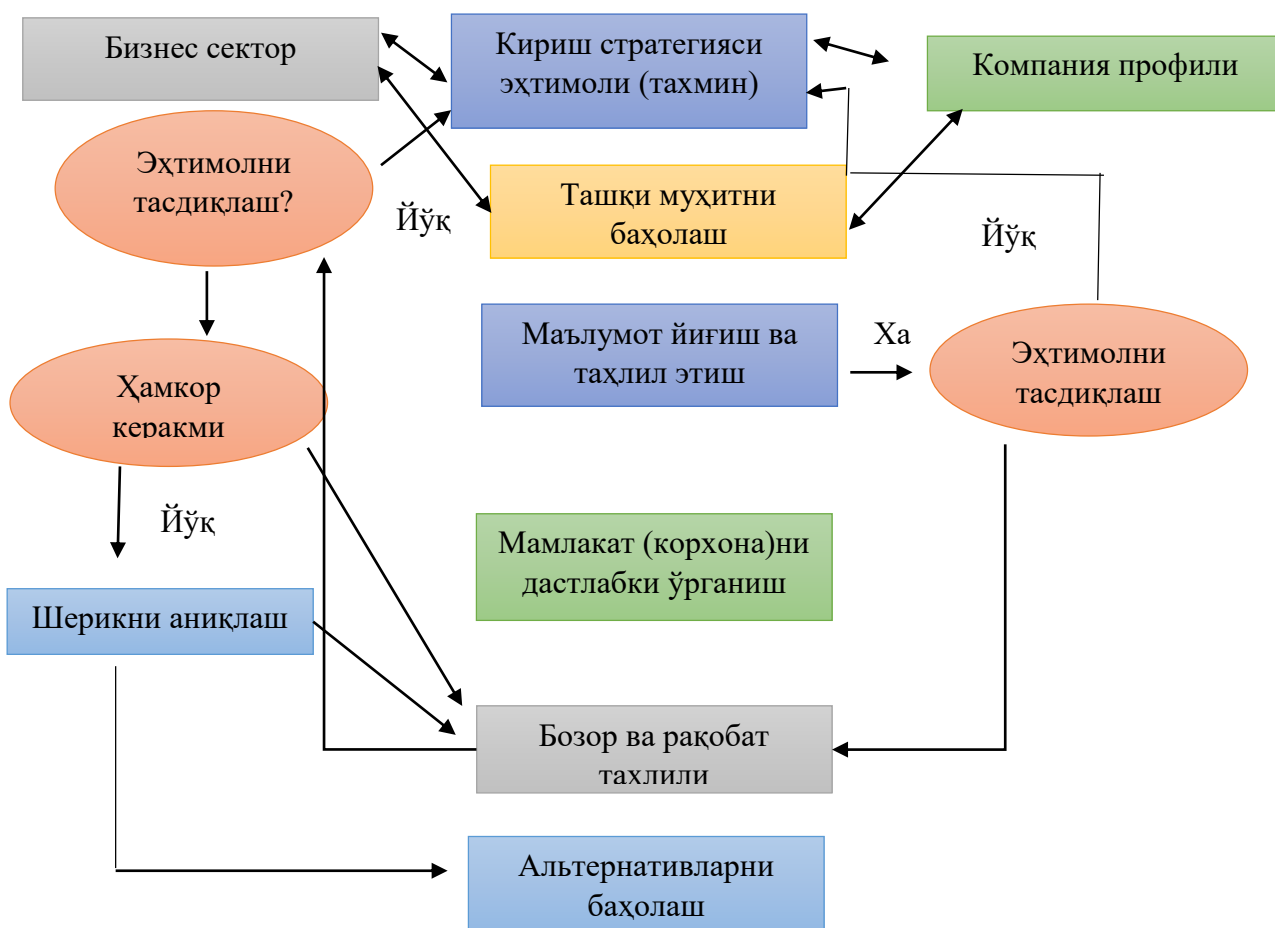 Бизнес сектор
Кириш стратегияси
эҳтимоли (тахмин)
Компания профили
Эҳтимолни
тасдиқлаш?
Йўқ
Ташқи муҳитни
баҳолаш
Йўқ
Маълумот йиғиш ва
таҳлил этиш
Ха
Эҳтимолни
тасдиқлаш
Ҳамкор
керакми
Йўқ
Мамлакат (корхона)ни
дастлабки ўрганиш
Шерикни аниқлаш
Бозор ва рақобат
тахлили
Альтернативларни
баҳолаш